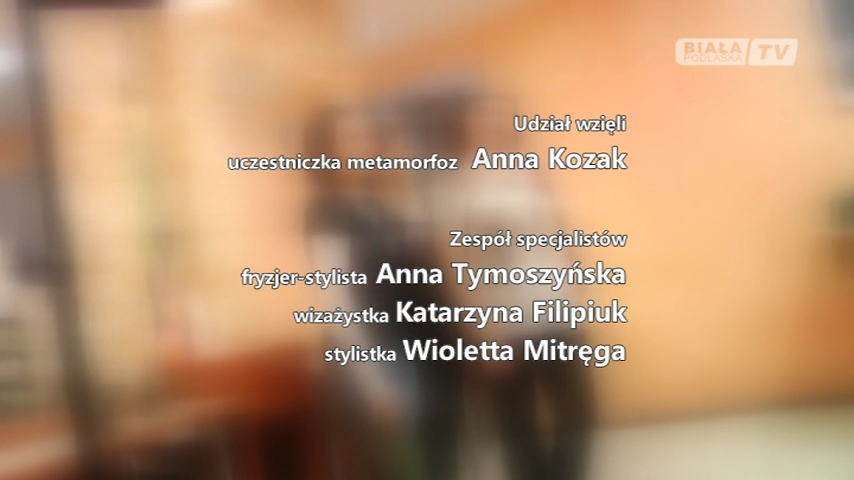 BIAŁA
PODLASKA TV
Udział wzięli
uczestniczka metamorfoz Anna Kozak
Zespół specjalistów
fryzjer-stylista Anna Tymoszyńska
wizażystka Katarzyna Filipiuk
stylistka Wioletta Mitręga